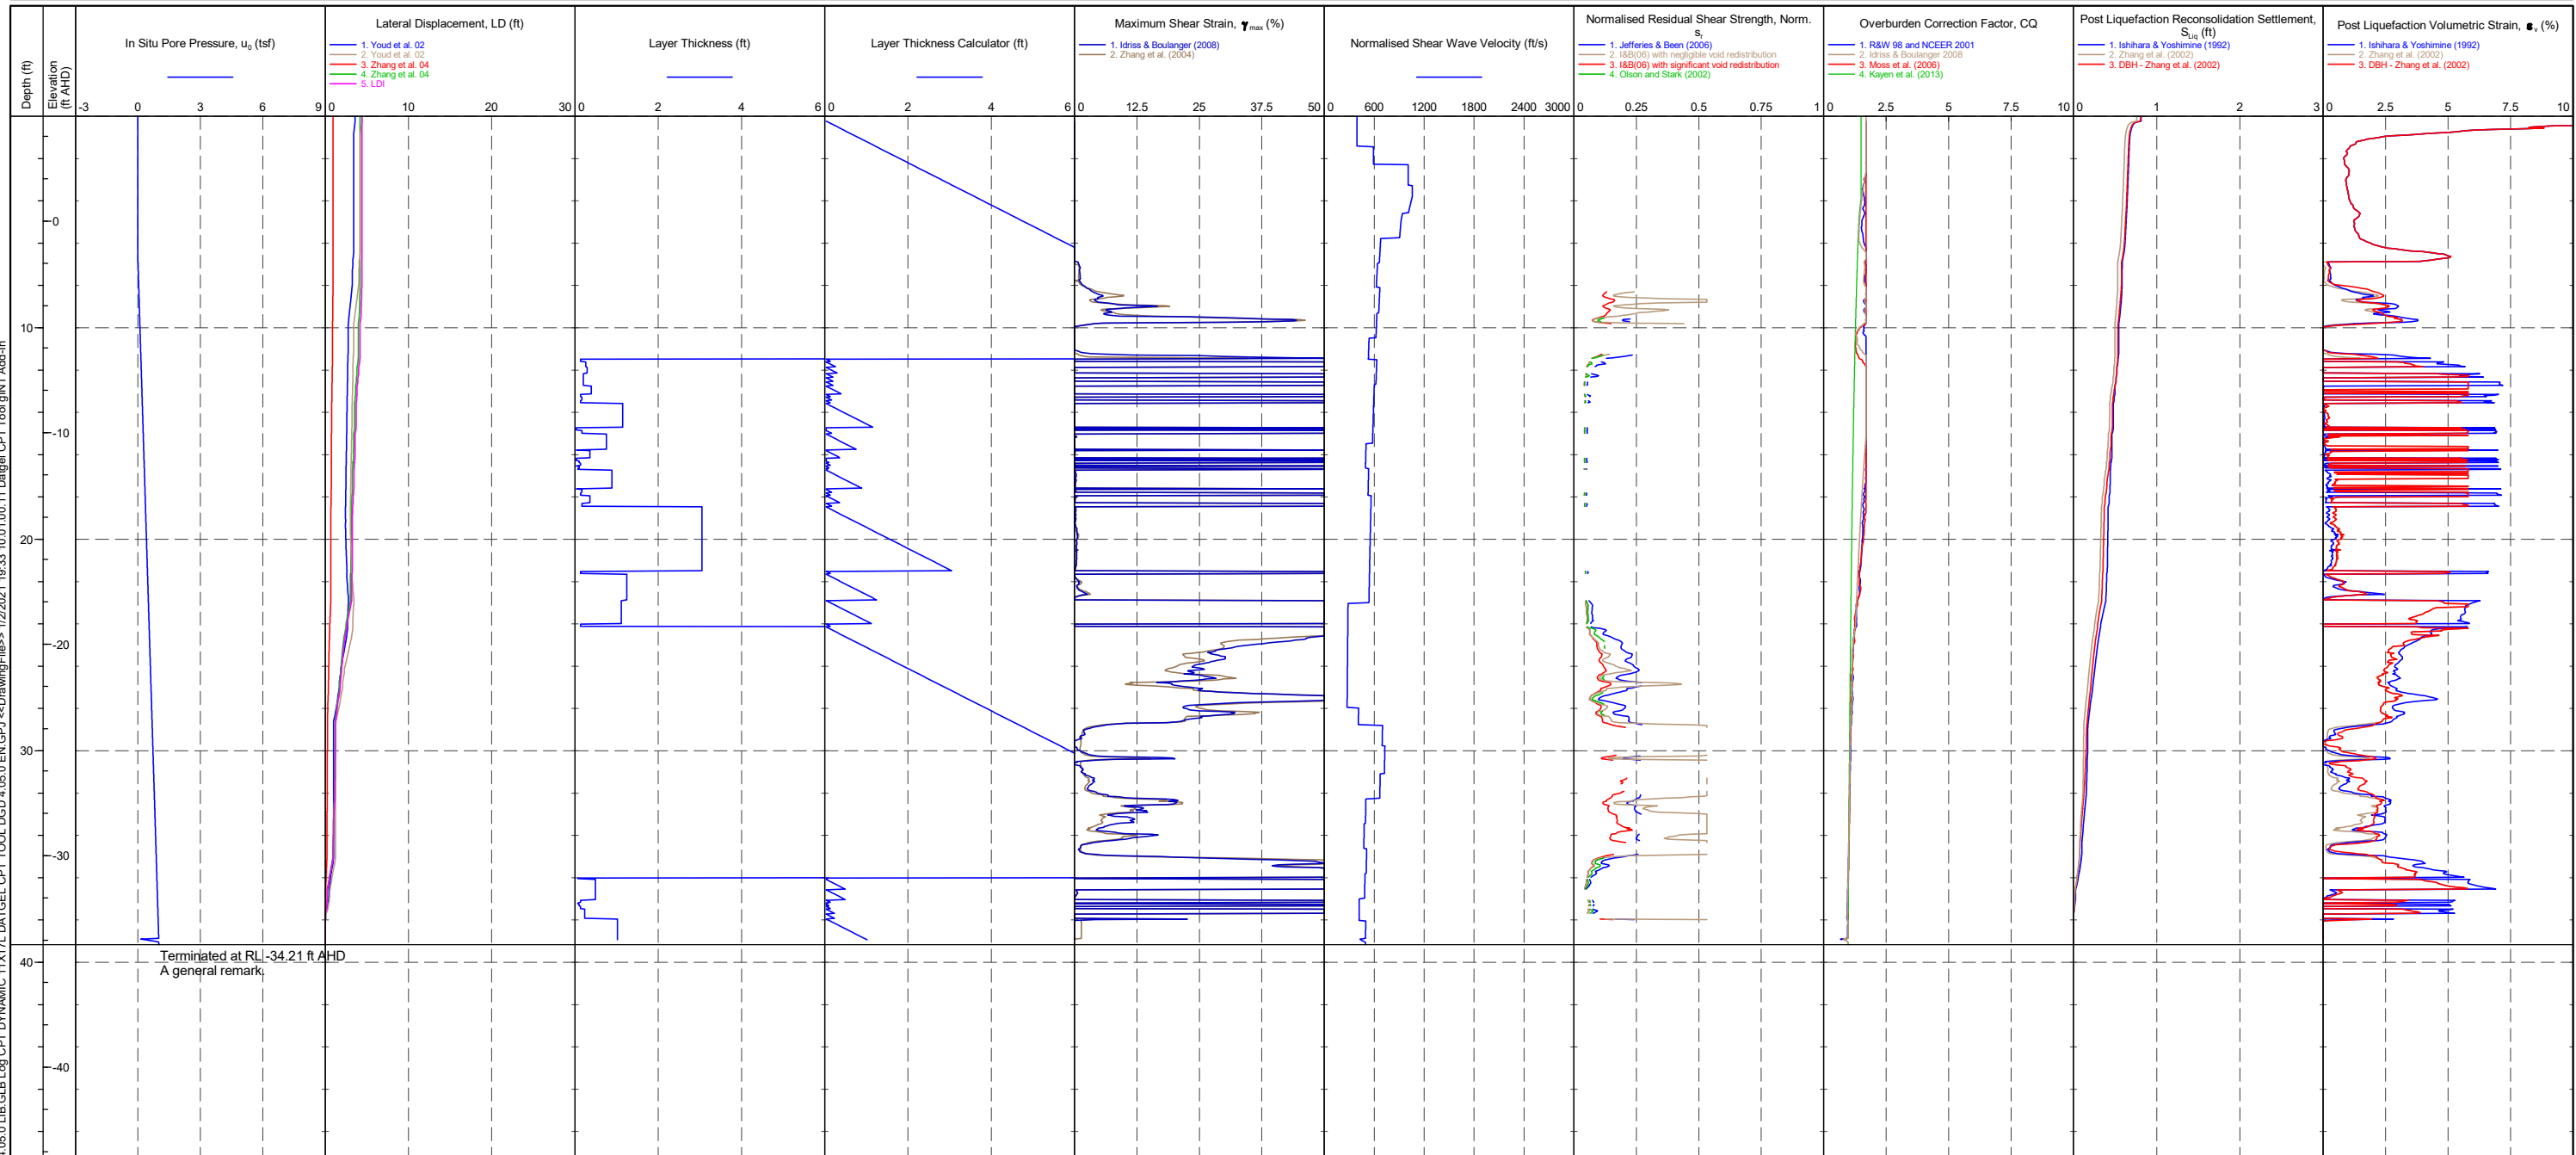 Depth (ft)
Elevation
(ft AHD)
In Situ Pore Pressure, u₀ (tsf)
-3 0 3 6 9
Lateral Displacement, LD (ft)
1. Youd et al. 02
2. Youd et al. 02
3. Zhang et al. 04
4. Zhang et al. 04
5. LDI
0 10 20 30
Layer Thickness (ft)
0 2 4 6
Layer Thickness Calculator (ft)
0 2 4 6
Maximum Shear Strain, γmax (%)
1. Idriss & Boulanger (2008)
2. Zhang et al. (2004)
0 12.5 25 37.5 50
Normalised Shear Wave Velocity (ft/s)
0 600 1200 1800 2400 3000
Normalised Residual Shear Strength, Norm.
sr
1. Jefferies & Been (2006)
2. I&B(06) with negligible void redistribution
3. I&B(06) with significant void redistribution
4. Olson and Stark (2002)
0 0.25 0.5 0.75 1
Overburden Correction Factor, CQ
1. R&W 98 and NCEER 2001
2. Idriss & Boulanger 2008
3. Moss et al. (2006)
4. Kayen et al. (2013)
0 2.5 5 7.5 10
Post Liquefaction Reconsolidation Settlement,
SLiq (ft)
1. Ishihara & Yoshimine (1992)
2. Zhang et al. (2002)
3. DBH - Zhang et al. (2002)
0 1 2 3
Post Liquefaction Volumetric Strain, εv (%)
1. Ishihara & Yoshimine (1992)
2. Zhang et al. (2002)
3. DBH - Zhang et al. (2002)
0 2.5 5 7.5 10
0
10
-10
20
-20
30
-30
40
-40
Terminated at RL -34.21 ft AHD
A general remark.